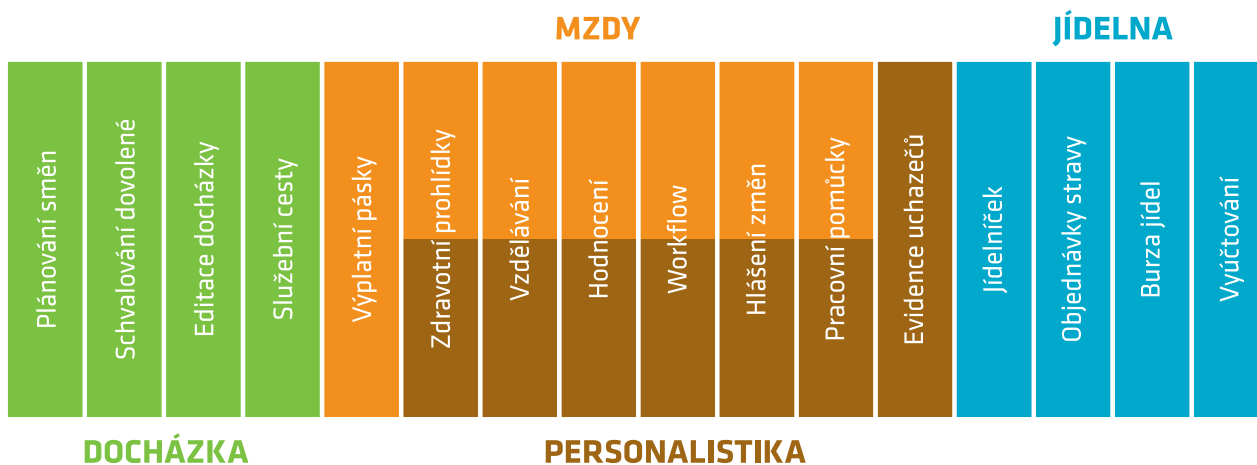 MZDY
JÍDELNA
Plánování směn
Schvalování dovolené
Editace docházky
Služební cesty
Výplatní pásky
Zdravotní prohlídky
Vzdělávání
Hodnocení
Workflow
Hlášení změn
Pracovní pomůcky
Evidence uchazečů
Jídelníček
Objednávky stravy
Burza jídel
Vyúčtování
DOCHÁZKA
PERSONALISTIKA